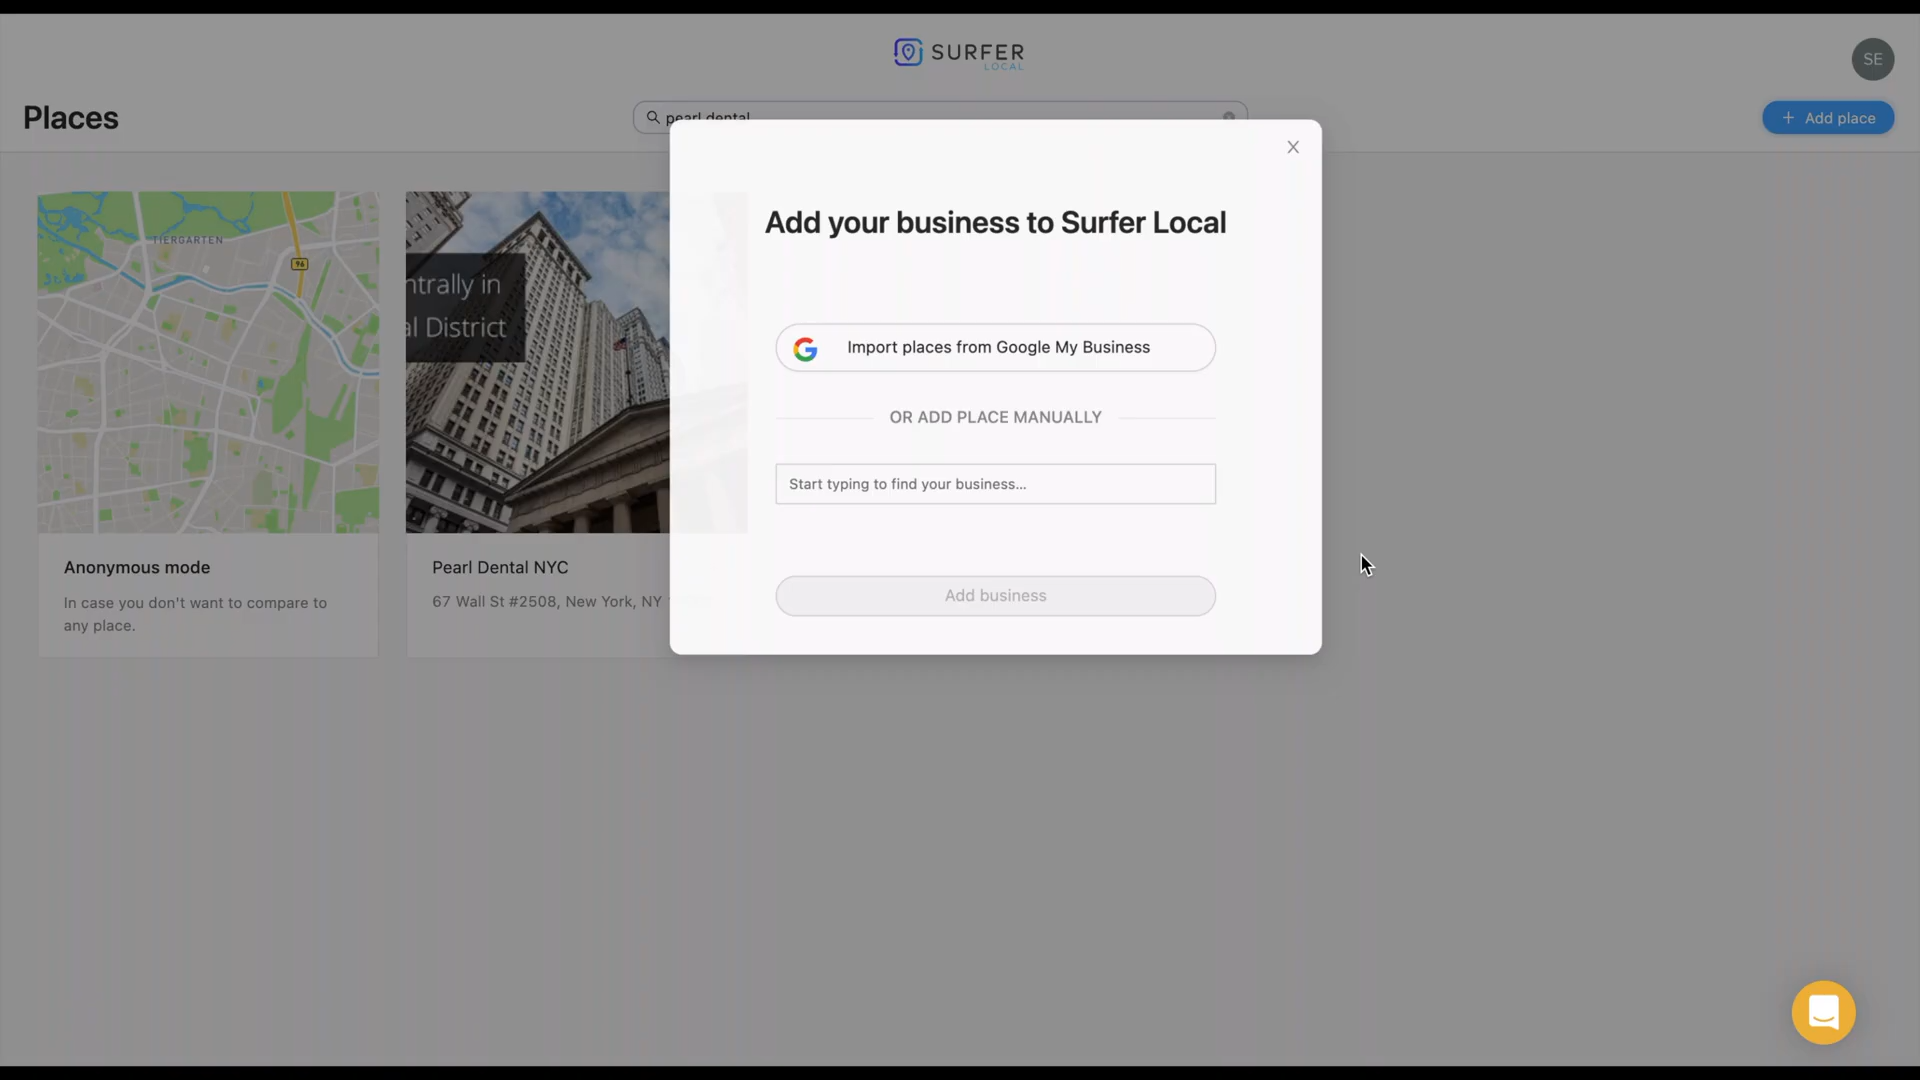 SURFER
LOCAL
SE
Places
pearl dental
+ Add place
Add your business to Surfer Local
TIERGARTEN
96
ntrally in
al District
Import places from Google My Business
OR ADD PLACE MANUALLY
Start typing to find your business...
Anonymous mode
In case you don't want to compare to
any place.
Pearl Dental NYC
67 Wall St #2508, New York, NY
Add business